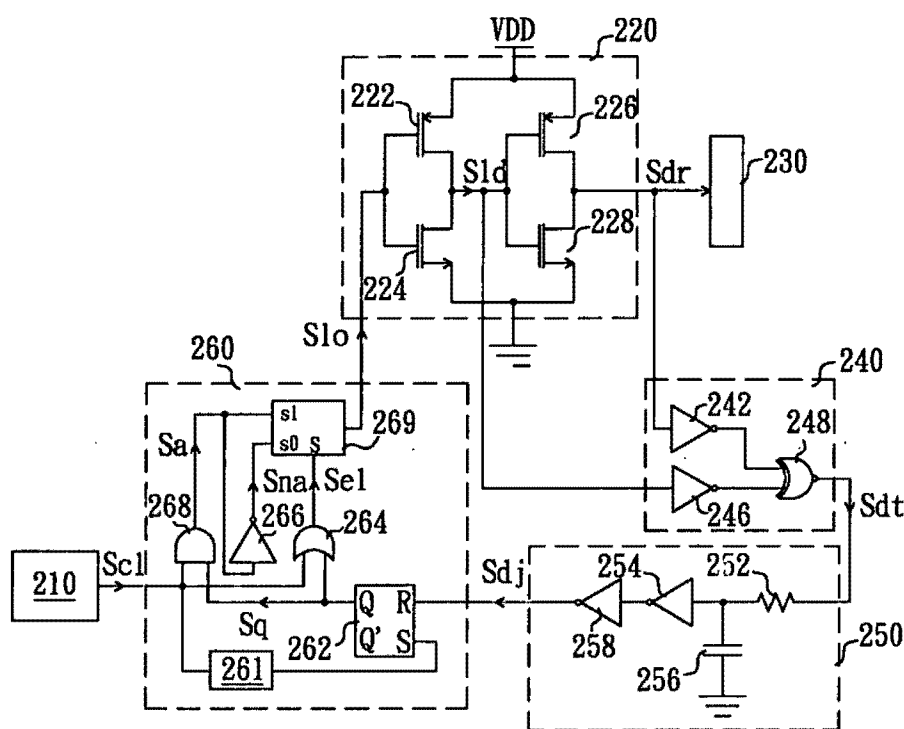 VDD
220
222
226
Sld
Sdr
230
228
224
Slo
260
240
s1
269
242
248
Sa
s0
S
Sna
Sel
268
266
264
246
Sdt
Scl
Sdj
254
252
210
Q
R
Sq
262
Q'
S
258
250
256
261